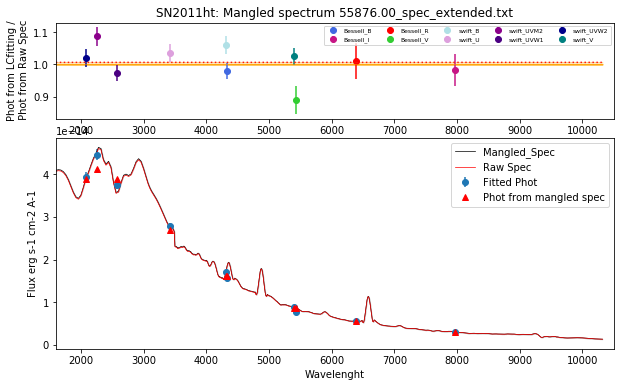 SN2011ht: Mangled spectrum 55876.00_spec_extended.txt
Phot from LCfitting /
Phot from Raw Spec
1.1
1.0
0.9
Bessell_B Bessell_R swift_B swift_UVM2 swift_UVW2
Bessell_I Bessell_V swift_U swift_UVW1 swift_V
2000 3000 4000 5000 6000 7000 8000 9000 10000
1e−14
Mangled_Spec
Raw Spec
Fitted Phot
Phot from mangled spec
Flux erg s-1 cm-2 A-1
4
3
2
1
0
2000 3000 4000 5000 6000 7000 8000 9000 10000
Wavelenght